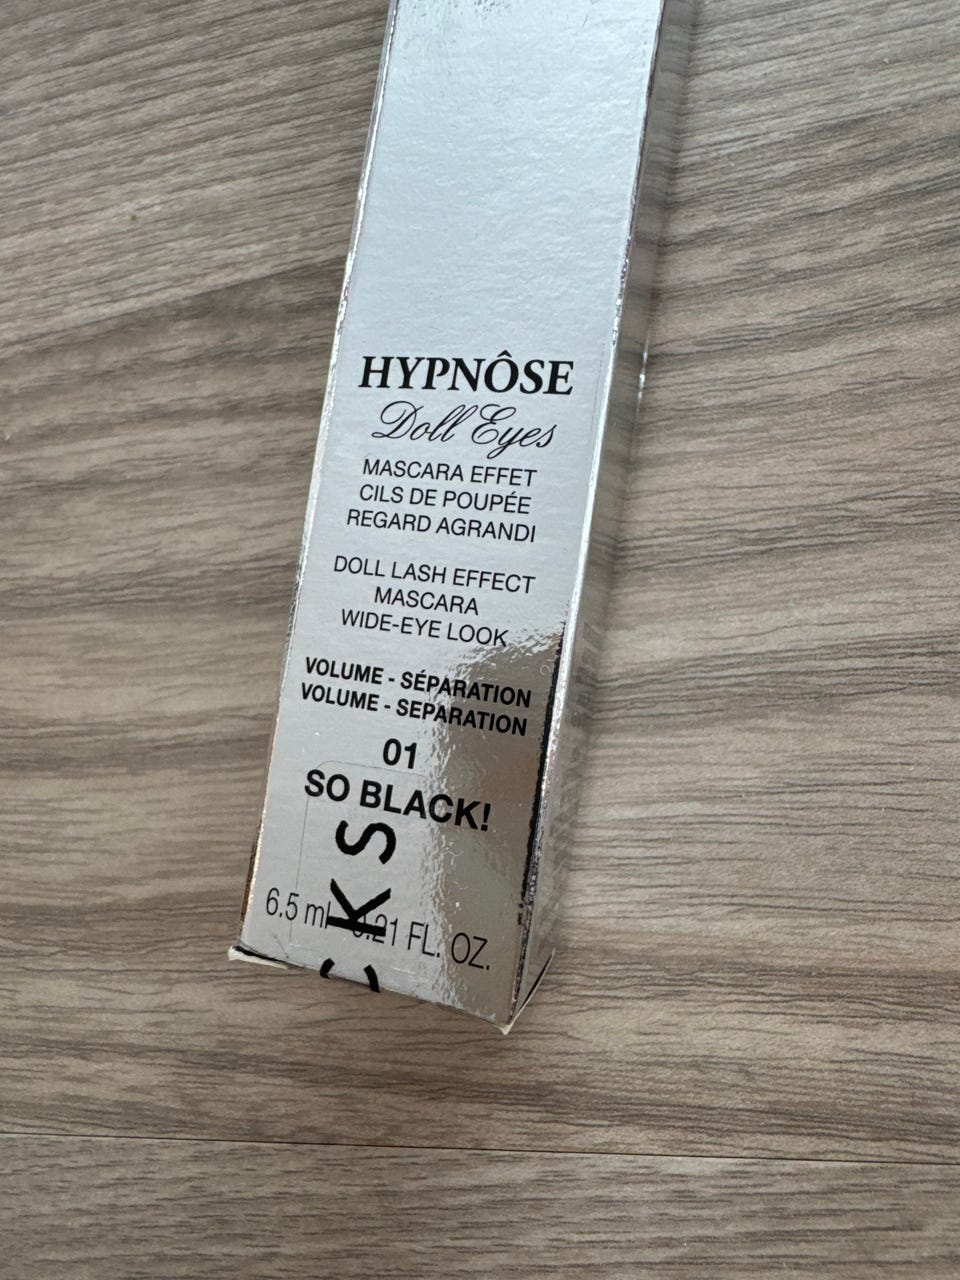 HYPNÔSE
Doll Eyes
MASCARA EFFET
CILS DE POUPÉE
REGARD AGRANDI
DOLL LASH EFFECT
MASCARA
WIDE-EYE LOOK
VOLUME - SÉPARATION
VOLUME - SEPARATION
01
SO BLACK!
6.5 ml 0.21 FL. OZ.
C K S